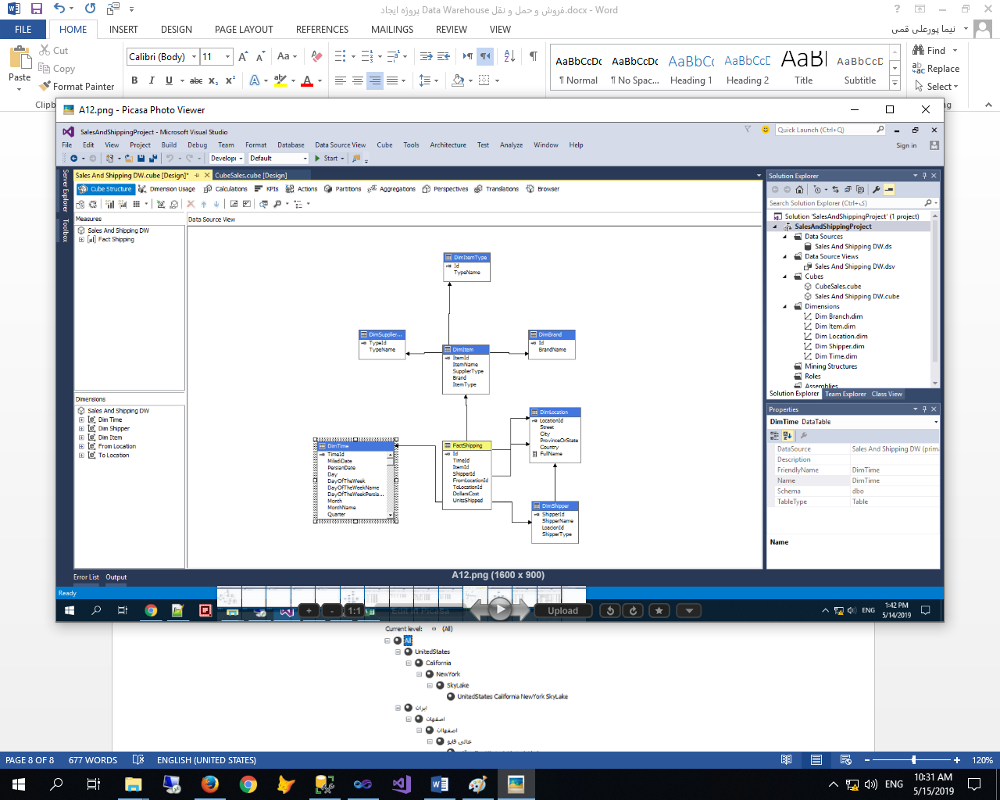 پروژه ایجاد Data Warehouse فروش و حمل و نقل.docx - Word
FILE HOME INSERT DESIGN PAGE LAYOUT REFERENCES MAILINGS REVIEW VIEW
نیما پورعلی قمی
Paste
Cut
Copy
Format Painter
Calibri (Body) 11
AaBbCcDc AaBbCcDc AaBbCc AaBbCcC AaBl AaBbCcD
¶ Normal ¶ No Spac... Heading 1 Heading 2 Title Subtitle
Find
Replace
Select
A12.png - Picasa Photo Viewer
SalesAndShippingProject - Microsoft Visual Studio
Quick Launch (Ctrl+Q)
File Edit View Project Build Debug Team Format Database Data Source View Cube Tools Architecture Test Analyze Window Help
Sign in
Developi Default Start
Server Explorer
Toolbox
Sales And Shipping DW.cube [Design]* CubeSales.cube [Design]
Cube Structure Dimension Usage Calculations KPIs Actions Partitions Aggregations Perspectives Translations Browser
Measures
Sales And Shipping DW
Fact Shipping
Dimensions
Sales And Shipping DW
Dim Time
Dim Shipper
Dim Item
From Location
To Location
Data Source View
DimItemType
Id
TypeName
DimSupplier...
TypeId
TypeName
DimItem
ItemId
ItemName
SupplierType
Brand
ItemType
DimBrand
Id
BrandName
DimLocation
LocationId
Street
City
ProvinceOrState
Country
FullName
DimTime
TimeId
MiladiDate
PersianDate
Day
DayOfTheWeek
DayOfTheWeekName
DayOfTheWeekPersia...
Month
MonthName
Quarter
FactShipping
Id
TimeId
ItemId
ShipperId
FromLocationId
ToLocationId
DollarsCost
UnitsShipped
DimShipper
ShipperId
ShipperName
LoacionId
ShipperType
Solution Explorer
Search Solution Explorer (Ctrl+ک)
Solution 'SalesAndShippingProject' (1 project)
SalesAndShippingProject
Data Sources
Sales And Shipping DW.ds
Data Source Views
Sales And Shipping DW.dsv
Cubes
CubeSales.cube
Sales And Shipping DW.cube
Dimensions
Dim Branch.dim
Dim Item.dim
Dim Location.dim
Dim Shipper.dim
Dim Time.dim
Mining Structures
Roles
Assemblies
Solution Explorer Team Explorer Class View
Properties
DimTime DataTable
DataSource Sales And Shipping DW (prima
Description
FriendlyName DimTime
Name DimTime
Schema dbo
TableType Table
Name
Error List Output
Ready
A12.png (1600 x 900)
+ - 1:1 Edit in Picasa Upload
ENG
1:42 PM
5/14/2019
Current level: (All)
All
UnitedStates
California
NewYork
SkyLake
UnitedStates California NewYork SkyLake
ایران
اصفهان
اصفهان
عالی قاپو
PAGE 8 OF 8 677 WORDS ENGLISH (UNITED STATES) 120%
ENG
10:31 AM
5/15/2019